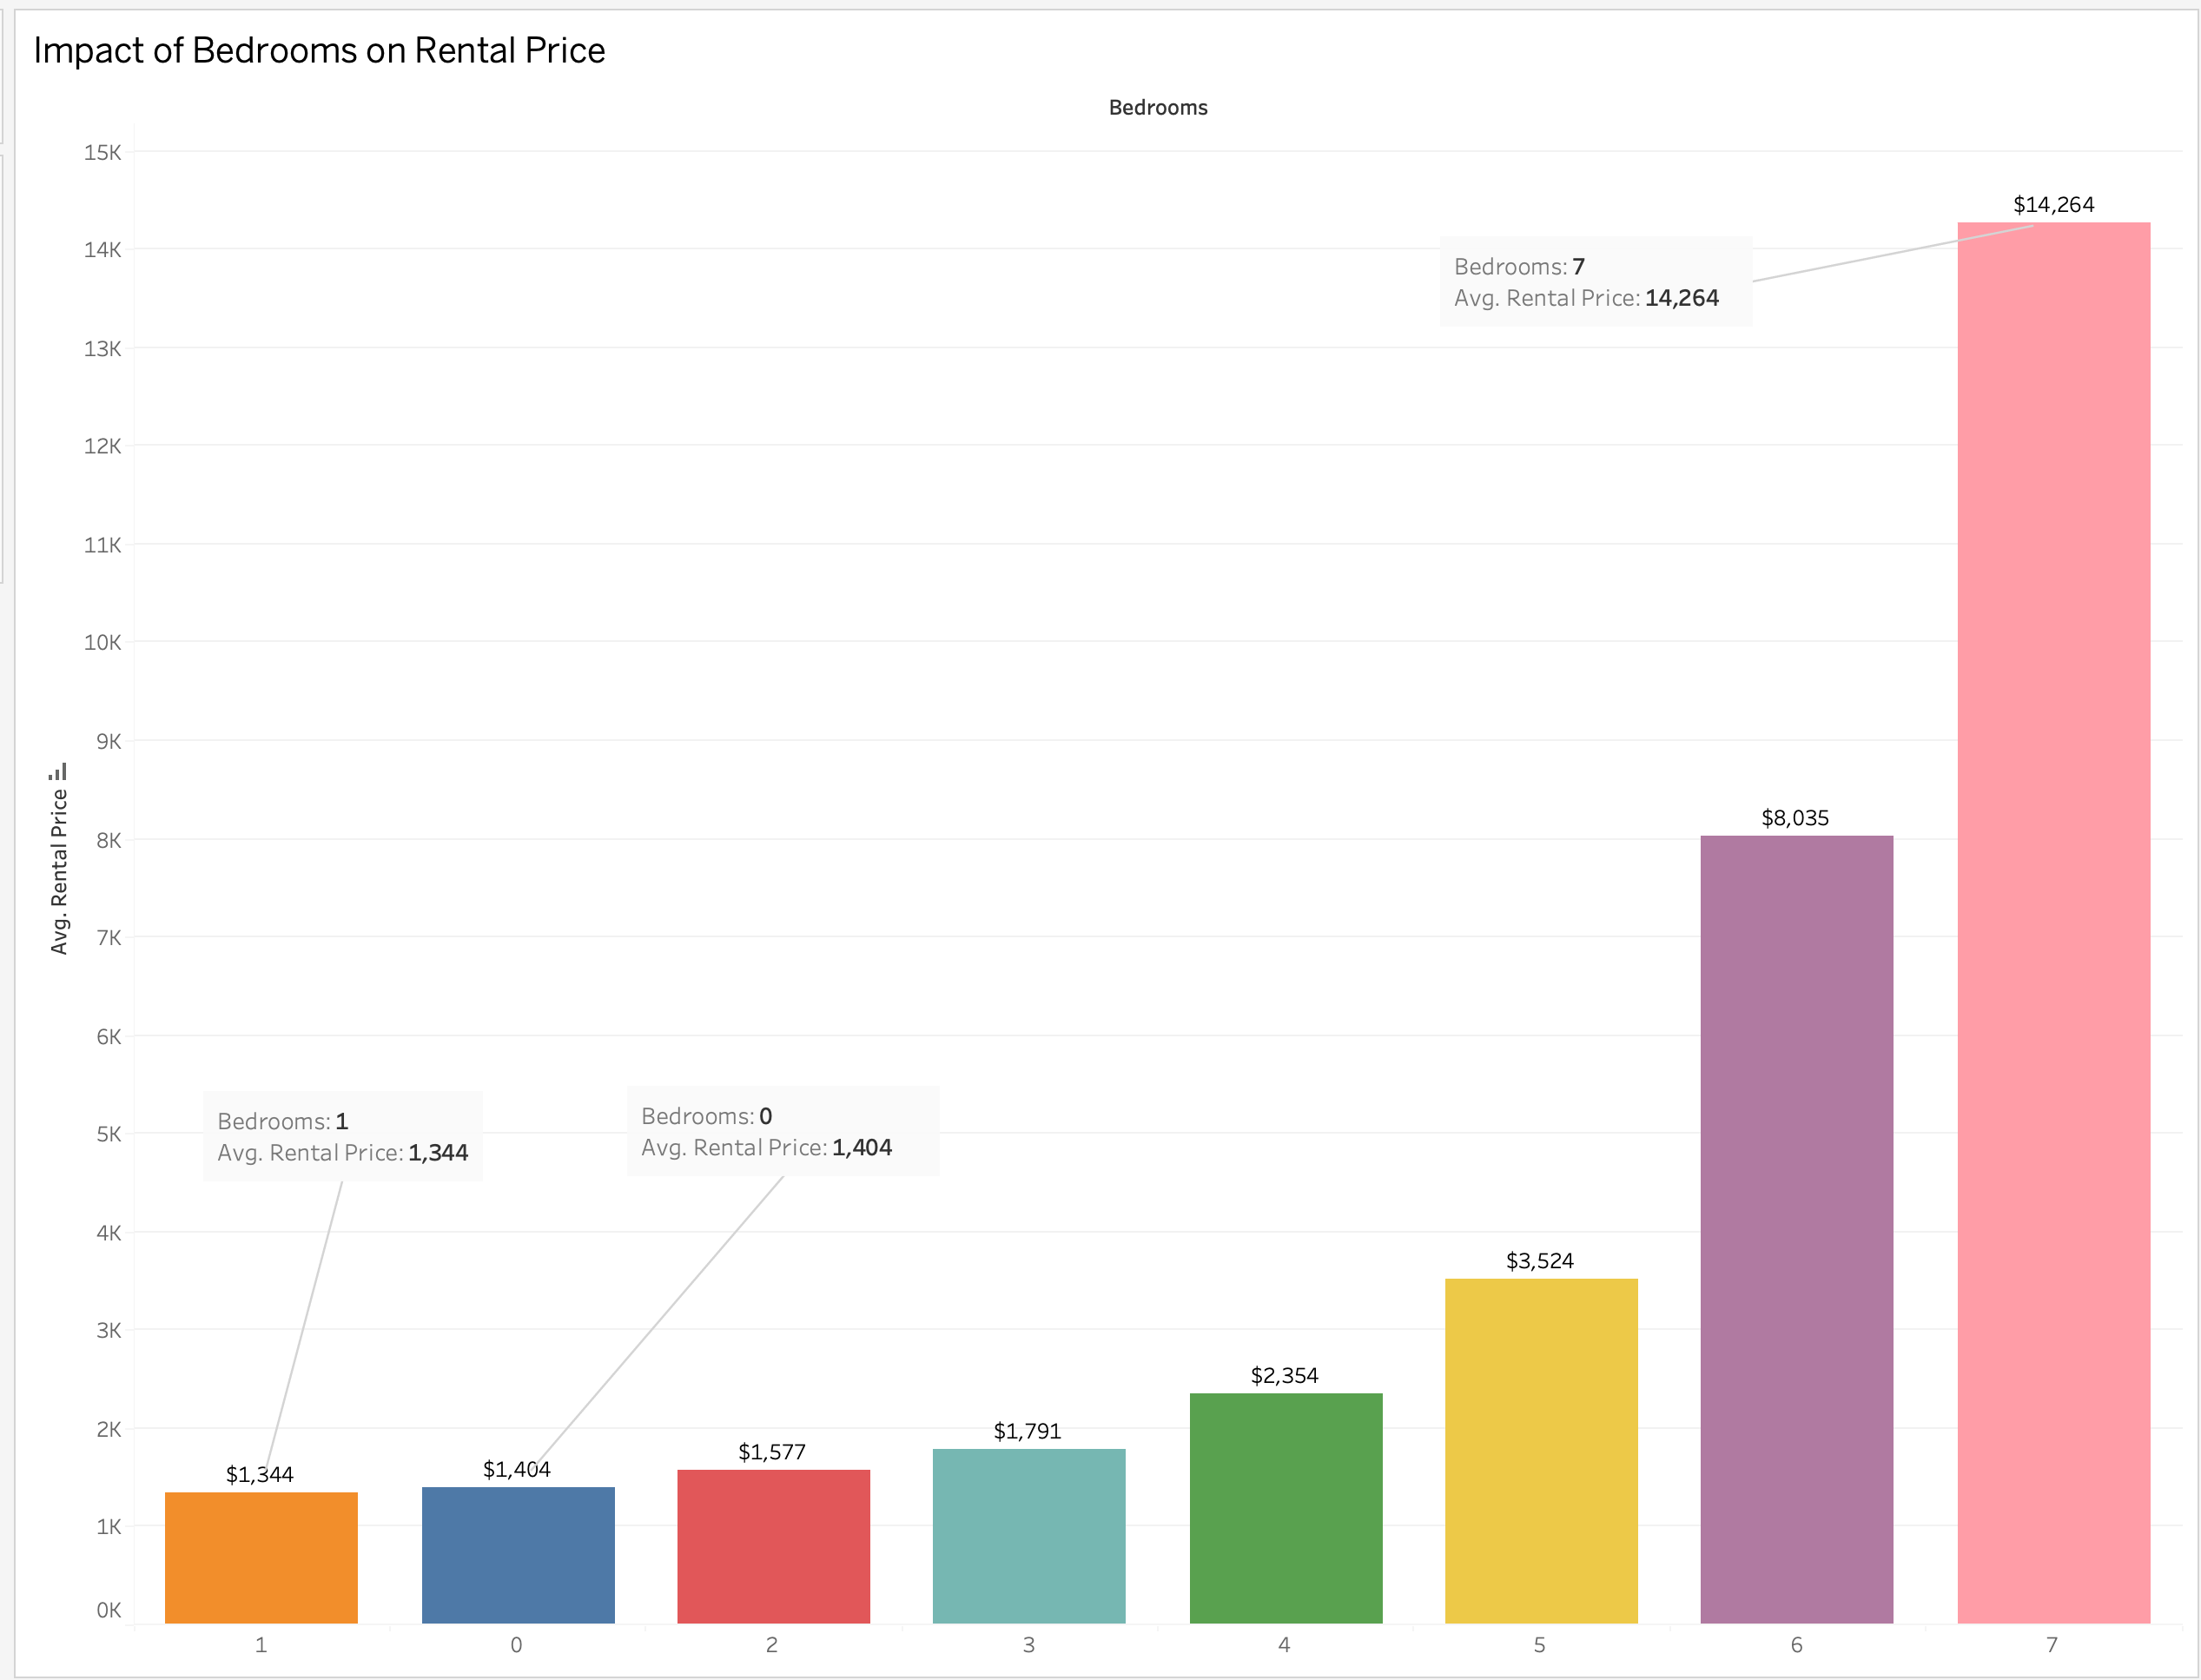 Impact of Bedrooms on Rental Price
Bedrooms
15K
14K
13K
12K
11K
10K
9K
8K
7K
6K
5K
4K
3K
2K
1K
0K
Avg. Rental Price
$14,264
Bedrooms: 7
Avg. Rental Price: 14,264
$8,035
Bedrooms: 1
Avg. Rental Price: 1,344
Bedrooms: 0
Avg. Rental Price: 1,404
$3,524
$2,354
$1,791
$1,577
$1,404
$1,344
1 0 2 3 4 5 6 7